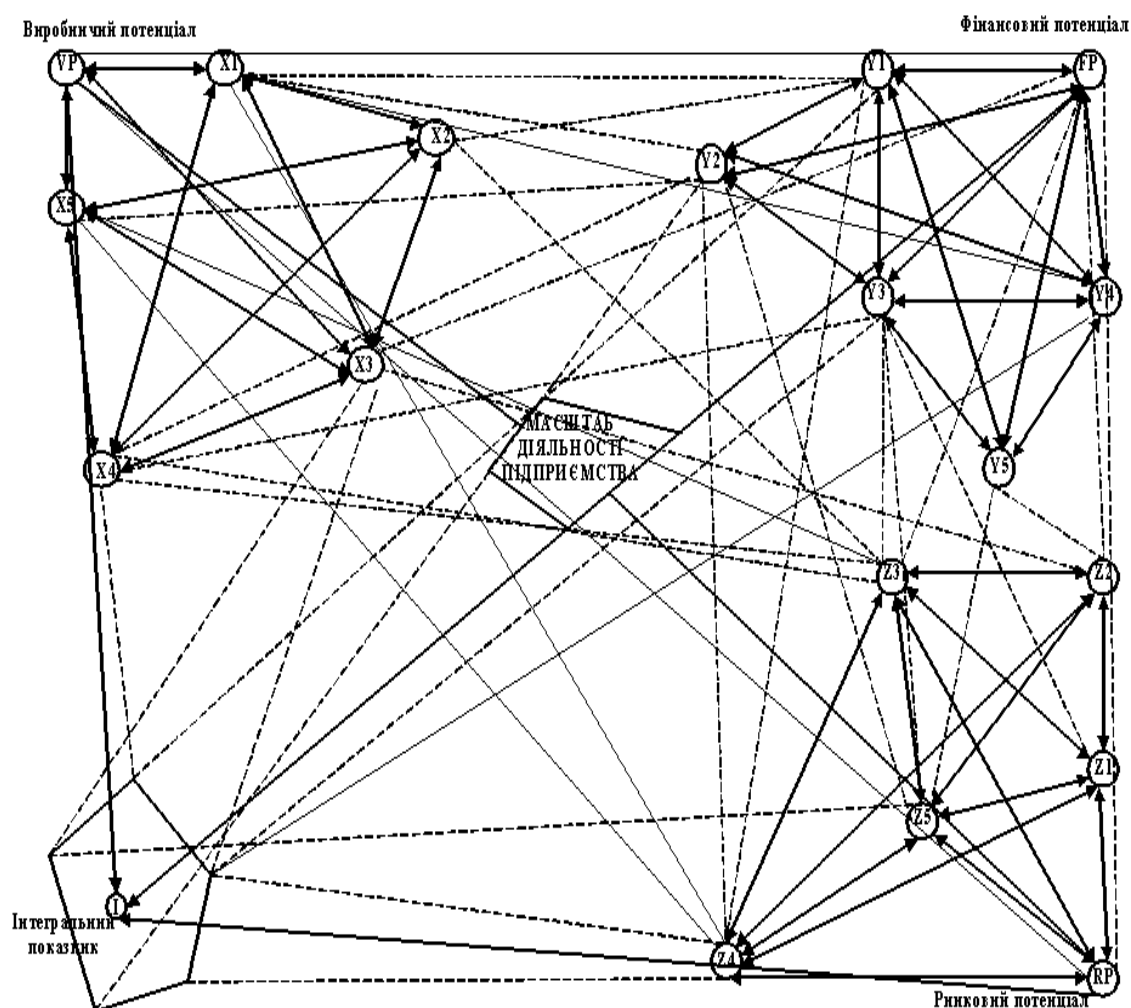 Виробничий потенціал
Фінансовий потенціал
VP
X1
Y1
FP
X2
Y2
X5
Y3
Y4
X3
МАСШТАБ
ДІЯЛЬНОСТІ
ПІДПРИЄМСТВА
X4
Y5
Z3
Z2
Z1
Z5
I
Інтегральний
показник
Z4
RP
Ринковий потенціал